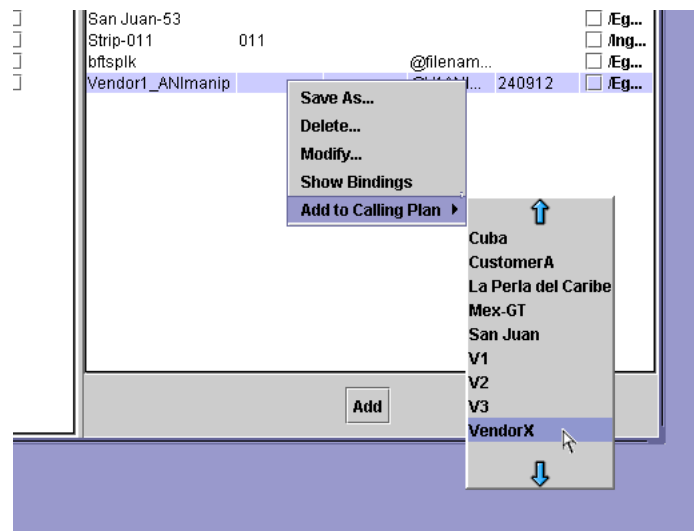 San Juan-53 /Eg...
Strip-011 011 /Ing...
bftsplk @filenam... /Eg...
Vendor1_ANImanip 240912 /Eg...
Save As...
Delete...
Modify...
Show Bindings
Add to Calling Plan
Cuba
CustomerA
La Perla del Caribe
Mex-GT
San Juan
V1
V2
V3
VendorX
Add